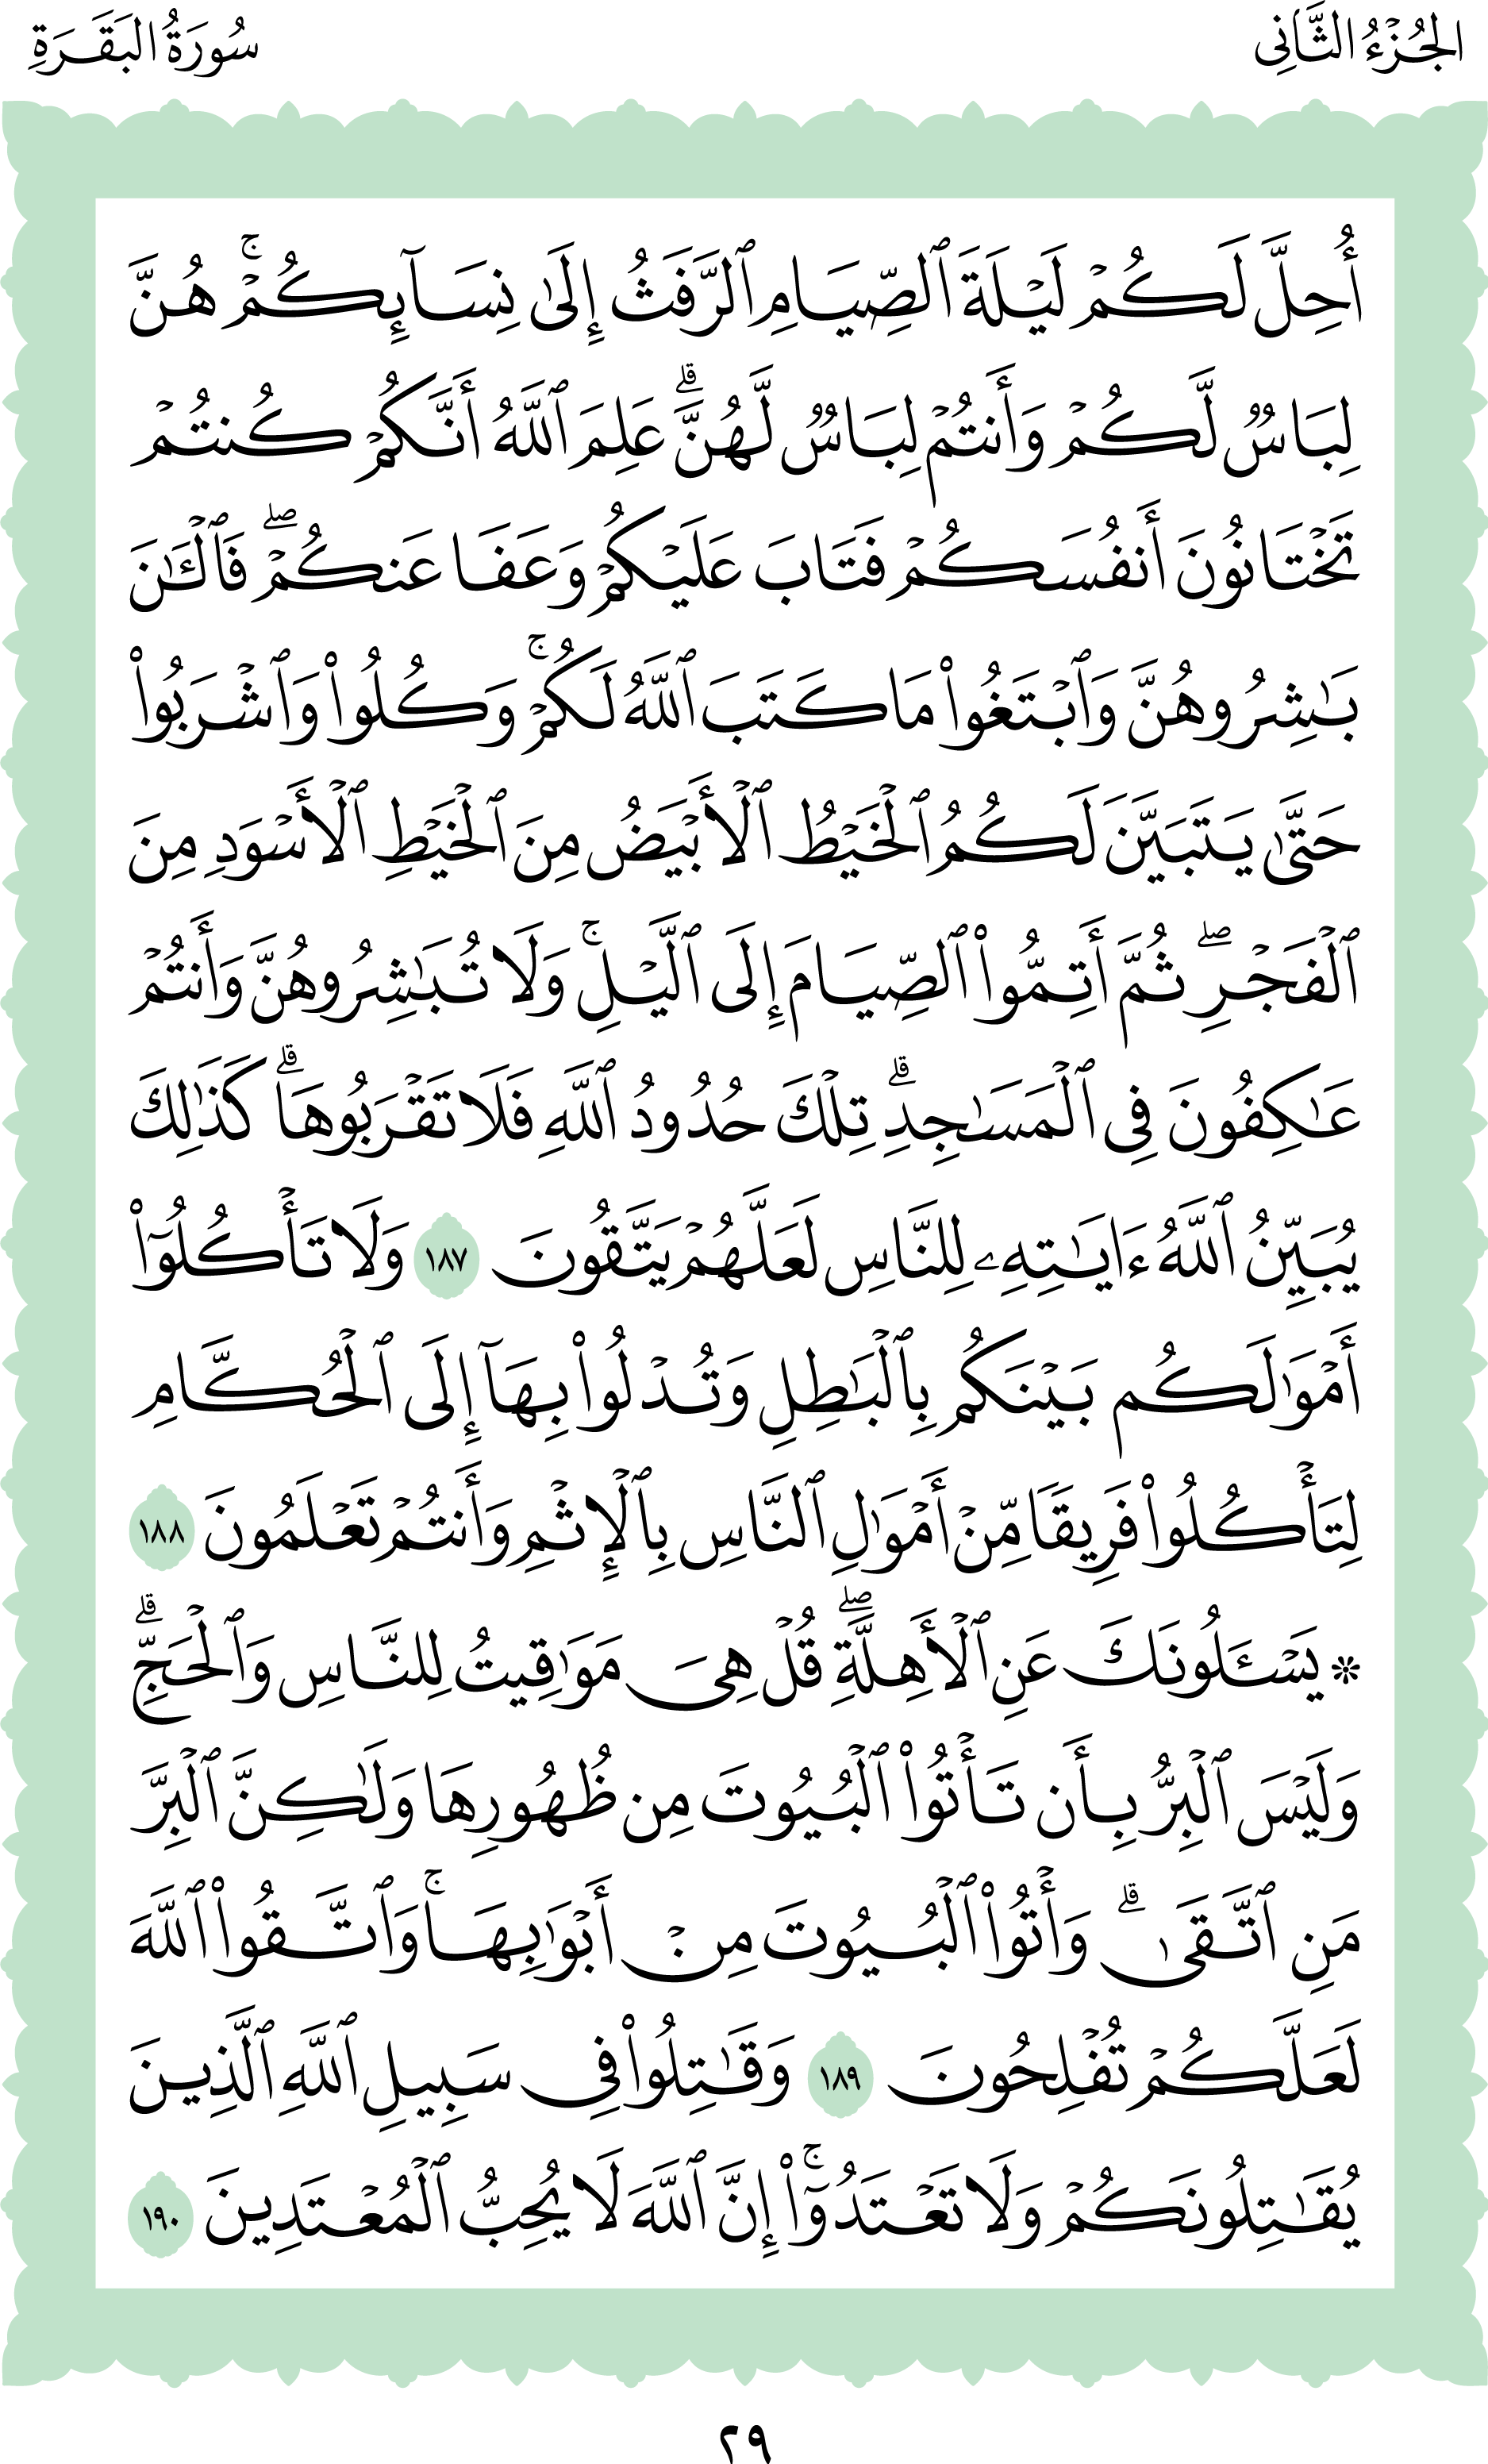 الجُزْءُ الثَّانِي
سُورَةُ البَقَرَةِ
أُحِلَّ لَكُمۡ لَيۡلَةَ ٱلصِّيَامِ ٱلرَّفَثُ إِلَىٰ نِسَآئِكُمۡۚ هُنَّ
لِبَاسٞ لَّكُمۡ وَأَنتُمۡ لِبَاسٞ لَّهُنَّۗ عَلِمَ ٱللَّهُ أَنَّكُمۡ كُنتُمۡ
تَخۡتَانُونَ أَنفُسَكُمۡ فَتَابَ عَلَيۡكُمۡ وَعَفَا عَنكُمۡۖ فَٱلۡـَٰٔنَ
بَٰشِرُوهُنَّ وَٱبۡتَغُواْ مَا كَتَبَ ٱللَّهُ لَكُمۡۚ وَكُلُواْ وَٱشۡرَبُواْ
حَتَّىٰ يَتَبَيَّنَ لَكُمُ ٱلۡخَيۡطُ ٱلۡأَبۡيَضُ مِنَ ٱلۡخَيۡطِ ٱلۡأَسۡوَدِ مِنَ
ٱلۡفَجۡرِۖ ثُمَّ أَتِمُّواْ ٱلصِّيَامَ إِلَى ٱلَّيۡلِۚ وَلَا تُبَٰشِرُوهُنَّ وَأَنتُمۡ
عَٰكِفُونَ فِي ٱلۡمَسَٰجِدِۗ تِلۡكَ حُدُودُ ٱللَّهِ فَلَا تَقۡرَبُوهَاۗ كَذَٰلِكَ
يُبَيِّنُ ٱللَّهُ ءَايَٰتِهِۦ لِلنَّاسِ لَعَلَّهُمۡ يَتَّقُونَ ١٨٧ وَلَا تَأۡكُلُوٓاْ
أَمۡوَٰلَكُم بَيۡنَكُم بِٱلۡبَٰطِلِ وَتُدۡلُواْ بِهَآ إِلَى ٱلۡحُكَّامِ
لِتَأۡكُلُواْ فَرِيقٗا مِّنۡ أَمۡوَٰلِ ٱلنَّاسِ بِٱلۡإِثۡمِ وَأَنتُمۡ تَعۡلَمُونَ ١٨٨
۞ يَسۡـَٔلُونَكَ عَنِ ٱلۡأَهِلَّةِۖ قُلۡ هِيَ مَوَٰقِيتُ لِلنَّاسِ وَٱلۡحَجِّۗ
وَلَيۡسَ ٱلۡبِرُّ بِأَن تَأۡتُواْ ٱلۡبُيُوتَ مِن ظُهُورِهَا وَلَٰكِنَّ ٱلۡبِرَّ
مَنِ ٱتَّقَىٰۗ وَأۡتُواْ ٱلۡبُيُوتَ مِنۡ أَبۡوَٰبِهَاۚ وَٱتَّقُواْ ٱللَّهَ
لَعَلَّكُمۡ تُفۡلِحُونَ ١٨٩ وَقَٰتِلُواْ فِي سَبِيلِ ٱللَّهِ ٱلَّذِينَ
يُقَٰتِلُونَكُمۡ وَلَا تَعۡتَدُوٓاْۚ إِنَّ ٱللَّهَ لَا يُحِبُّ ٱلۡمُعۡتَدِينَ ١٩٠
٢٩